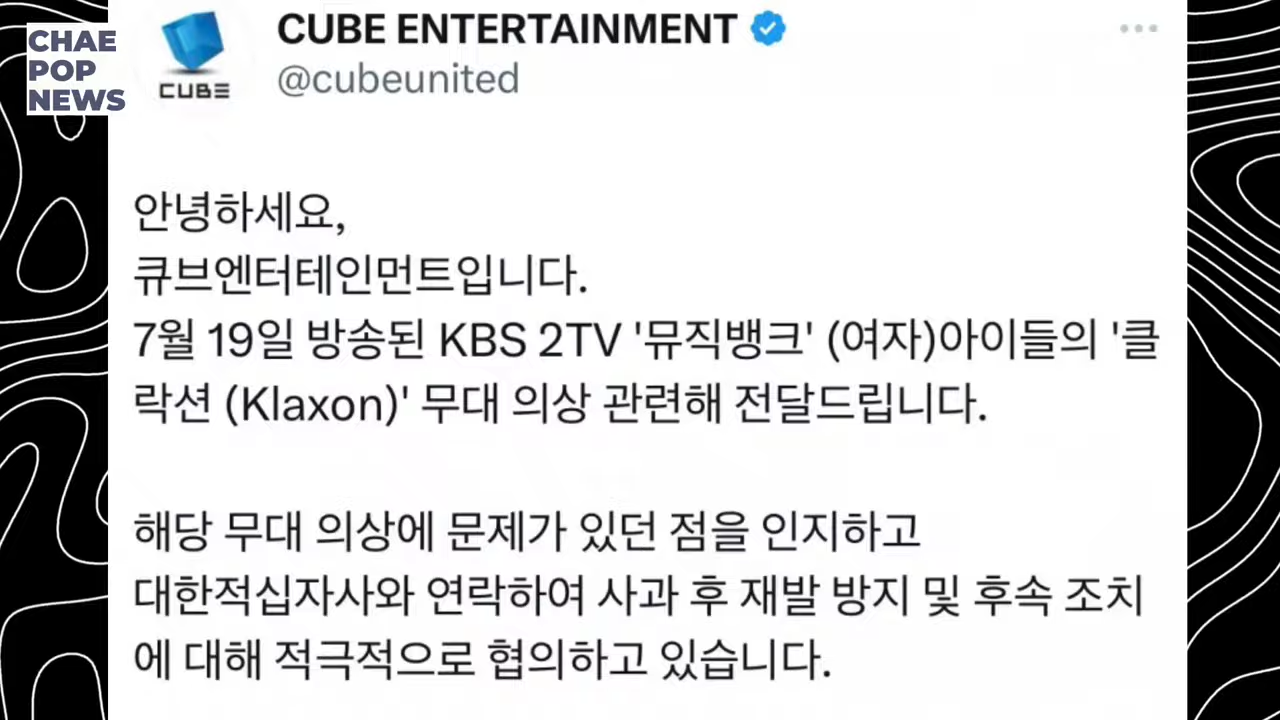 CHAE
POP
NEWS
CUBE
CUBE ENTERTAINMENT
@cubeunited
안녕하세요,
큐브엔터테인먼트입니다.
7월 19일 방송된 KBS 2TV '뮤직뱅크' (여자)아이들의 '클
락션 (Klaxon)' 무대 의상 관련해 전달드립니다.
해당 무대 의상에 문제가 있던 점을 인지하고
대한적십자사와 연락하여 사과 후 재발 방지 및 후속 조치
에 대해 적극적으로 협의하고 있습니다.